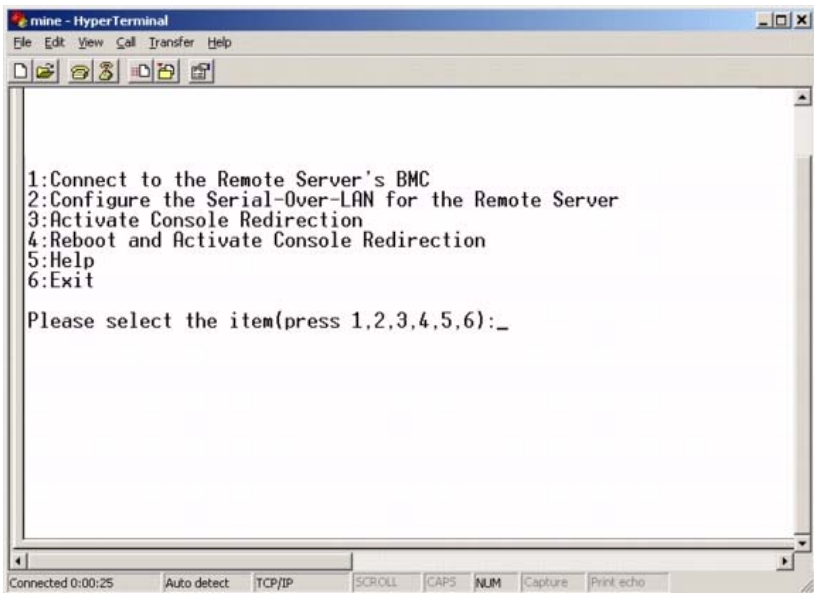 mine - HyperTerminal
File Edit View Call Transfer Help
1:Connect to the Remote Server's BMC
2:Configure the Serial-Over-LAN for the Remote Server
3:Activate Console Redirection
4:Reboot and Activate Console Redirection
5:Help
6:Exit
Please select the item(press 1,2,3,4,5,6):_
Connected 0:00:25 Auto detect TCP/IP SCROLL CAPS NUM Capture Print echo